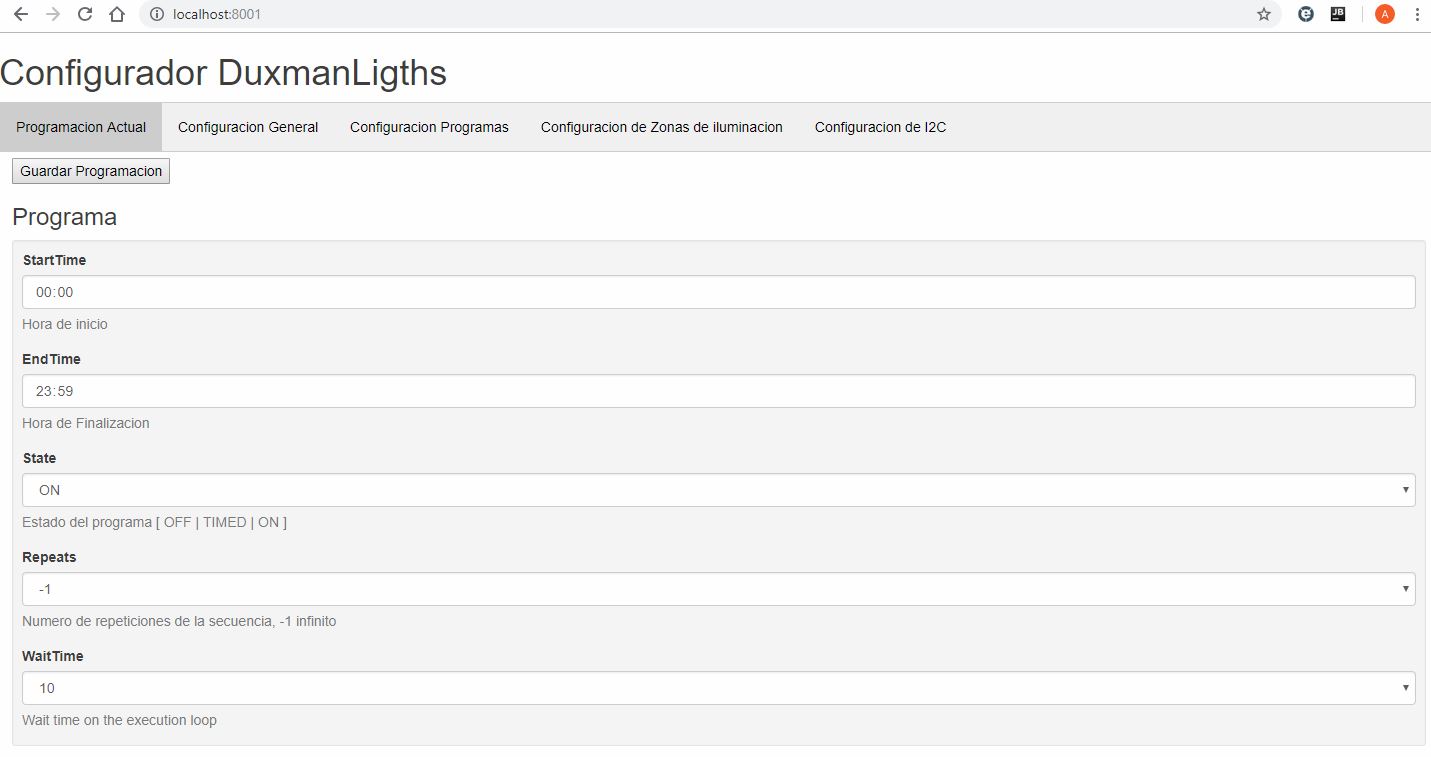 localhost:8001
JB
A
Configurador DuxmanLigths
Programacion Actual Configuracion General Configuracion Programas Configuracion de Zonas de iluminacion Configuracion de I2C
Guardar Programacion
Programa
StartTime
00:00
Hora de inicio
EndTime
23:59
Hora de Finalizacion
State
ON
Estado del programa [ OFF | TIMED | ON ]
Repeats
-1
Numero de repeticiones de la secuencia, -1 infinito
WaitTime
10
Wait time on the execution loop